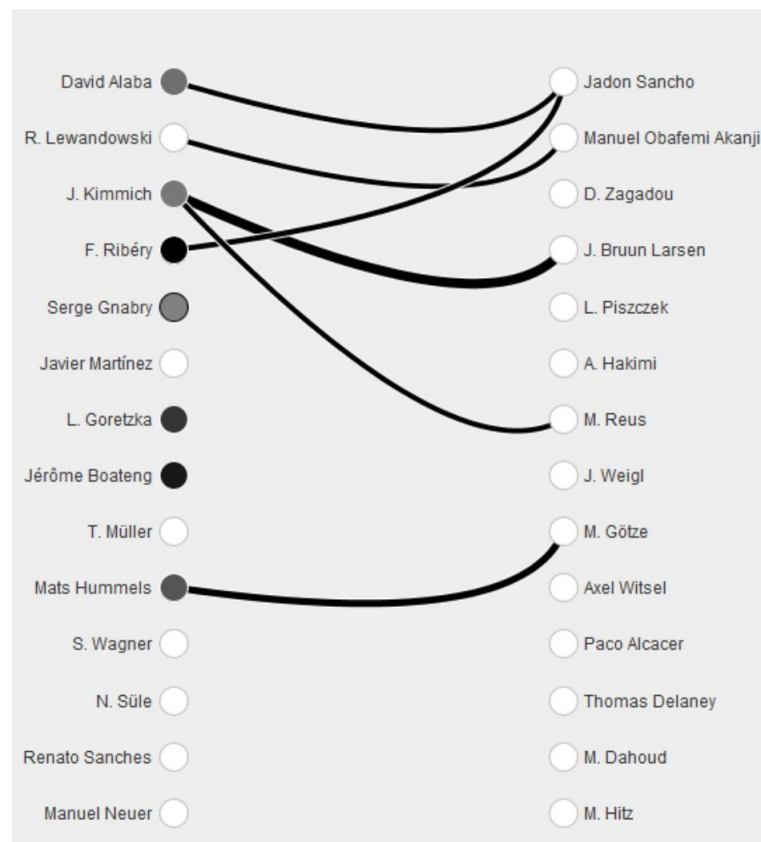 David Alaba
Jadon Sancho
R. Lewandowski
Manuel Obafemi Akanji
J. Kimmich
D. Zagadou
F. Ribéry
J. Bruun Larsen
Serge Gnabry
L. Piszczek
Javier Martínez
A. Hakimi
L. Goretzka
M. Reus
Jérôme Boateng
J. Weigl
T. Müller
M. Götze
Mats Hummels
Axel Witsel
S. Wagner
Paco Alcacer
N. Süle
Thomas Delaney
Renato Sanches
M. Dahoud
Manuel Neuer
M. Hitz